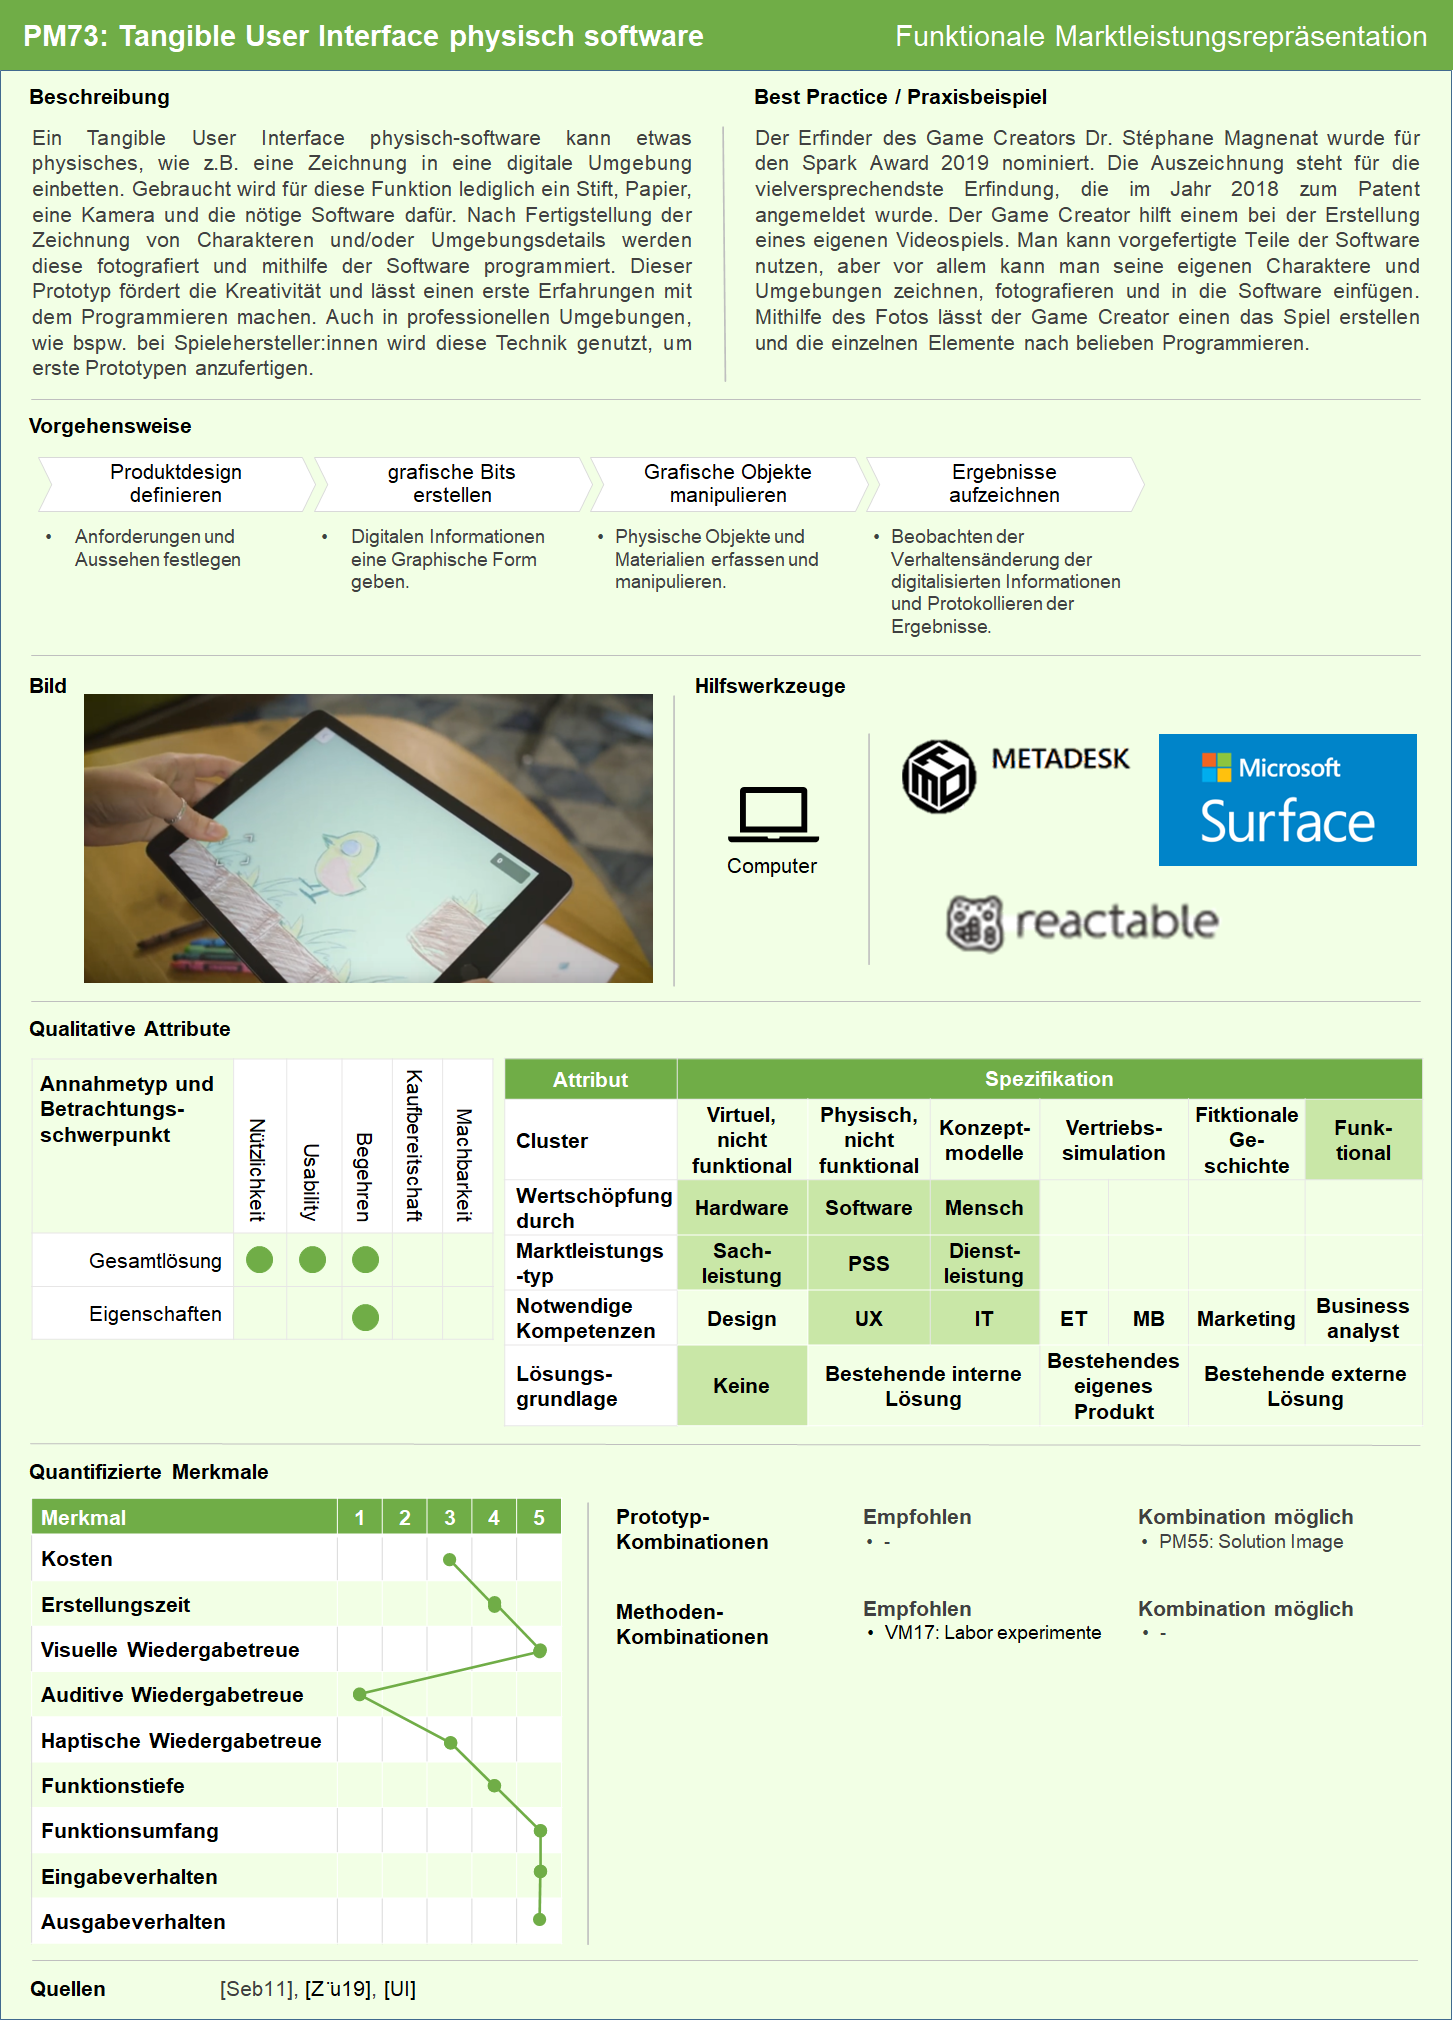 PM73: Tangible User Interface physisch software
Funktionale Marktleistungsrepräsentation
Beschreibung
Ein Tangible User Interface physisch-software kann etwas
physisches, wie z.B. eine Zeichnung in eine digitale Umgebung
einbetten. Gebraucht wird für diese Funktion lediglich ein Stift, Papier,
eine Kamera und die nötige Software dafür. Nach Fertigstellung der
Zeichnung von Charakteren und/oder Umgebungsdetails werden
diese fotografiert und mithilfe der Software programmiert. Dieser
Prototyp fördert die Kreativität und lässt einen erste Erfahrungen mit
dem Programmieren machen. Auch in professionellen Umgebungen,
wie bspw. bei Spielehersteller:innen wird diese Technik genutzt, um
erste Prototypen anzufertigen.
Best Practice / Praxisbeispiel
Der Erfinder des Game Creators Dr. Stéphane Magnenat wurde für
den Spark Award 2019 nominiert. Die Auszeichnung steht für die
vielversprechendste Erfindung, die im Jahr 2018 zum Patent
angemeldet wurde. Der Game Creator hilft einem bei der Erstellung
eines eigenen Videospiels. Man kann vorgefertigte Teile der Software
nutzen, aber vor allem kann man seine eigenen Charaktere und
Umgebungen zeichnen, fotografieren und in die Software einfügen.
Mithilfe des Fotos lässt der Game Creator einen das Spiel erstellen
und die einzelnen Elemente nach belieben Programmieren.
Vorgehensweise
Produktdesign
definieren
• Anforderungen und
Aussehen festlegen
grafische Bits
erstellen
• Digitalen Informationen
eine Graphische Form
geben.
Grafische Objekte
manipulieren
• Physische Objekte und
Materialien erfassen und
manipulieren.
Ergebnisse
aufzeichnen
• Beobachten der
Verhaltensänderung der
digitalisierten Informationen
und Protokollieren der
Ergebnisse.
Bild
Hilfswerkzeuge
Computer
METADESK
Microsoft
Surface
reactable
Qualitative Attribute
Annahmetyp und
Betrachtungs-
schwerpunkt
Nützlichkeit
Usability
Begehren
Kaufbereitschaft
Machbarkeit
Gesamtlösung
Eigenschaften
Attribut Spezifikation
Cluster
Virtuel,
nicht
funktional
Physisch,
nicht
funktional
Konzept-
modelle
Vertriebs-
simulation
Fitktionale
Ge-
schichte
Funk-
tional
Wertschöpfung
durch
Hardware Software Mensch
Marktleistungs
-typ
Sach-
leistung
PSS
Dienst-
leistung
Notwendige
Kompetenzen
Design UX IT ET MB Marketing
Business
analyst
Lösungs-
grundlage
Keine
Bestehende interne
Lösung
Bestehendes
eigenes
Produkt
Bestehende externe
Lösung
Quantifizierte Merkmale
Merkmal 1 2 3 4 5
Kosten
Erstellungszeit
Visuelle Wiedergabetreue
Auditive Wiedergabetreue
Haptische Wiedergabetreue
Funktionstiefe
Funktionsumfang
Eingabeverhalten
Ausgabeverhalten
Prototyp-
Kombinationen
Empfohlen
• -
Kombination möglich
• PM55: Solution Image
Methoden-
Kombinationen
Empfohlen
• VM17: Labor experimente
Kombination möglich
• -
Quellen [Seb11], [Z¨u19], [UI]